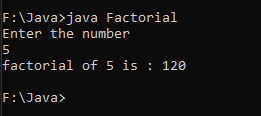 F:\Java>java Factorial
Enter the number
5
factorial of 5 is : 120
F:\Java>